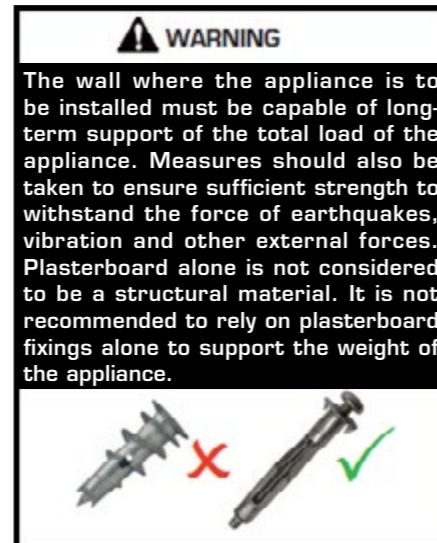 WARNING
The wall where the appliance is to
be installed must be capable of long-
term support of the total load of the
appliance. Measures should also be
taken to ensure sufficient strength to
withstand the force of earthquakes,
vibration and other external forces.
Plasterboard alone is not considered
to be a structural material. It is not
recommended to rely on plasterboard
fixings alone to support the weight of
the appliance.